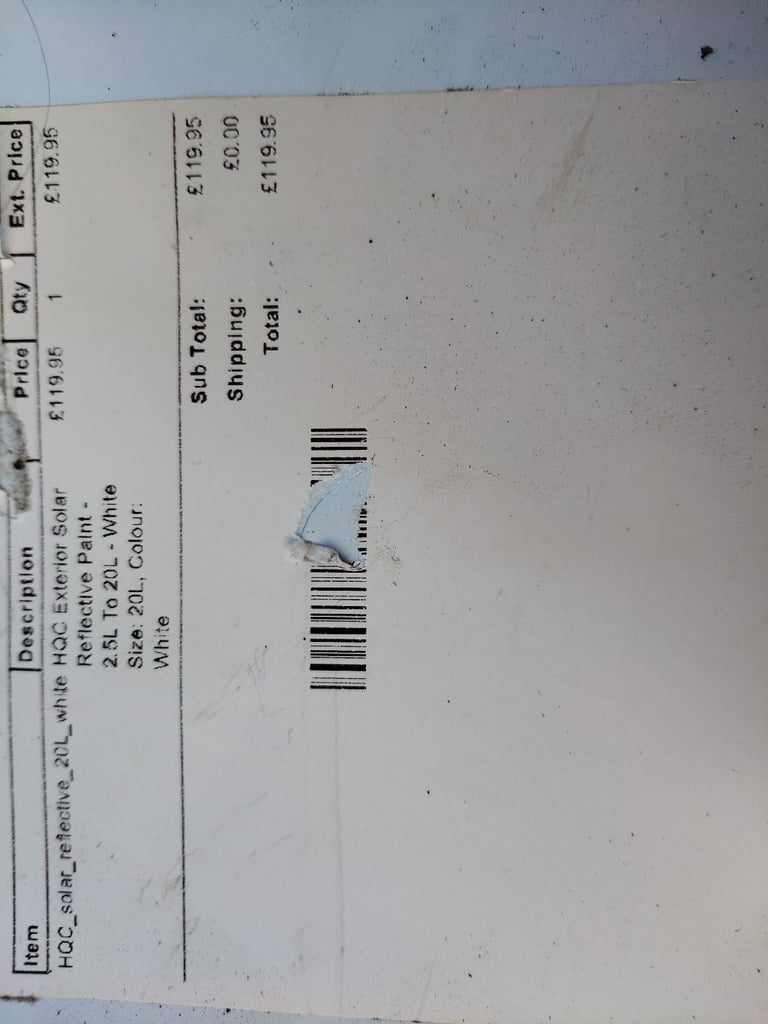 Item Description Price Qty Ext. Price
HQC_solar_reflective_20L_white HQC Exterior Solar £119.95 1 £119.95
Reflective Paint -
2.5L To 20L - White
Size: 20L, Colour:
White
Sub Total: £119.95
Shipping: £0.00
Total: £119.95